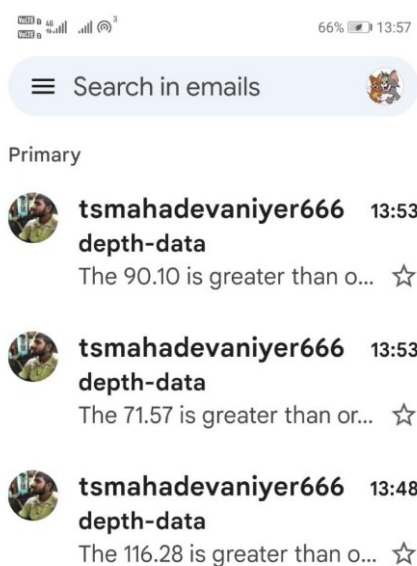 66% 13:57
Search in emails
Primary
tsmahadevaniyer666 13:53
depth-data
The 90.10 is greater than o...
tsmahadevaniyer666 13:53
depth-data
The 71.57 is greater than or...
tsmahadevaniyer666 13:48
depth-data
The 116.28 is greater than o...